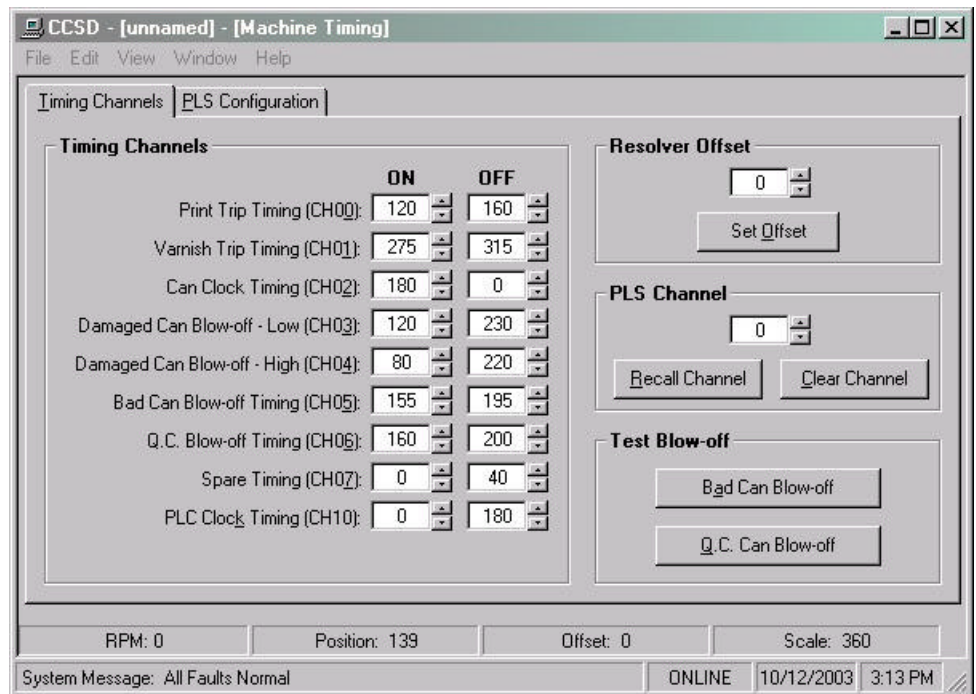 CCSD - [unnamed] - [Machine Timing]
File Edit View Window Help
Timing Channels PLS Configuration
Timing Channels
ON OFF
Print Trip Timing (CH00): 120 160
Varnish Trip Timing (CH01): 275 315
Can Clock Timing (CH02): 180 0
Damaged Can Blow-off - Low (CH03): 120 230
Damaged Can Blow-off - High (CH04): 80 220
Bad Can Blow-off Timing (CH05): 155 195
Q.C. Blow-off Timing (CH06): 160 200
Spare Timing (CH07): 0 40
PLC Clock Timing (CH10): 0 180
Resolver Offset
0
Set Offset
PLS Channel
0
Recall Channel Clear Channel
Test Blow-off
Bad Can Blow-off
Q.C. Can Blow-off
RPM: 0 Position: 139 Offset: 0 Scale: 360
System Message: All Faults Normal ONLINE 10/12/2003 3:13 PM